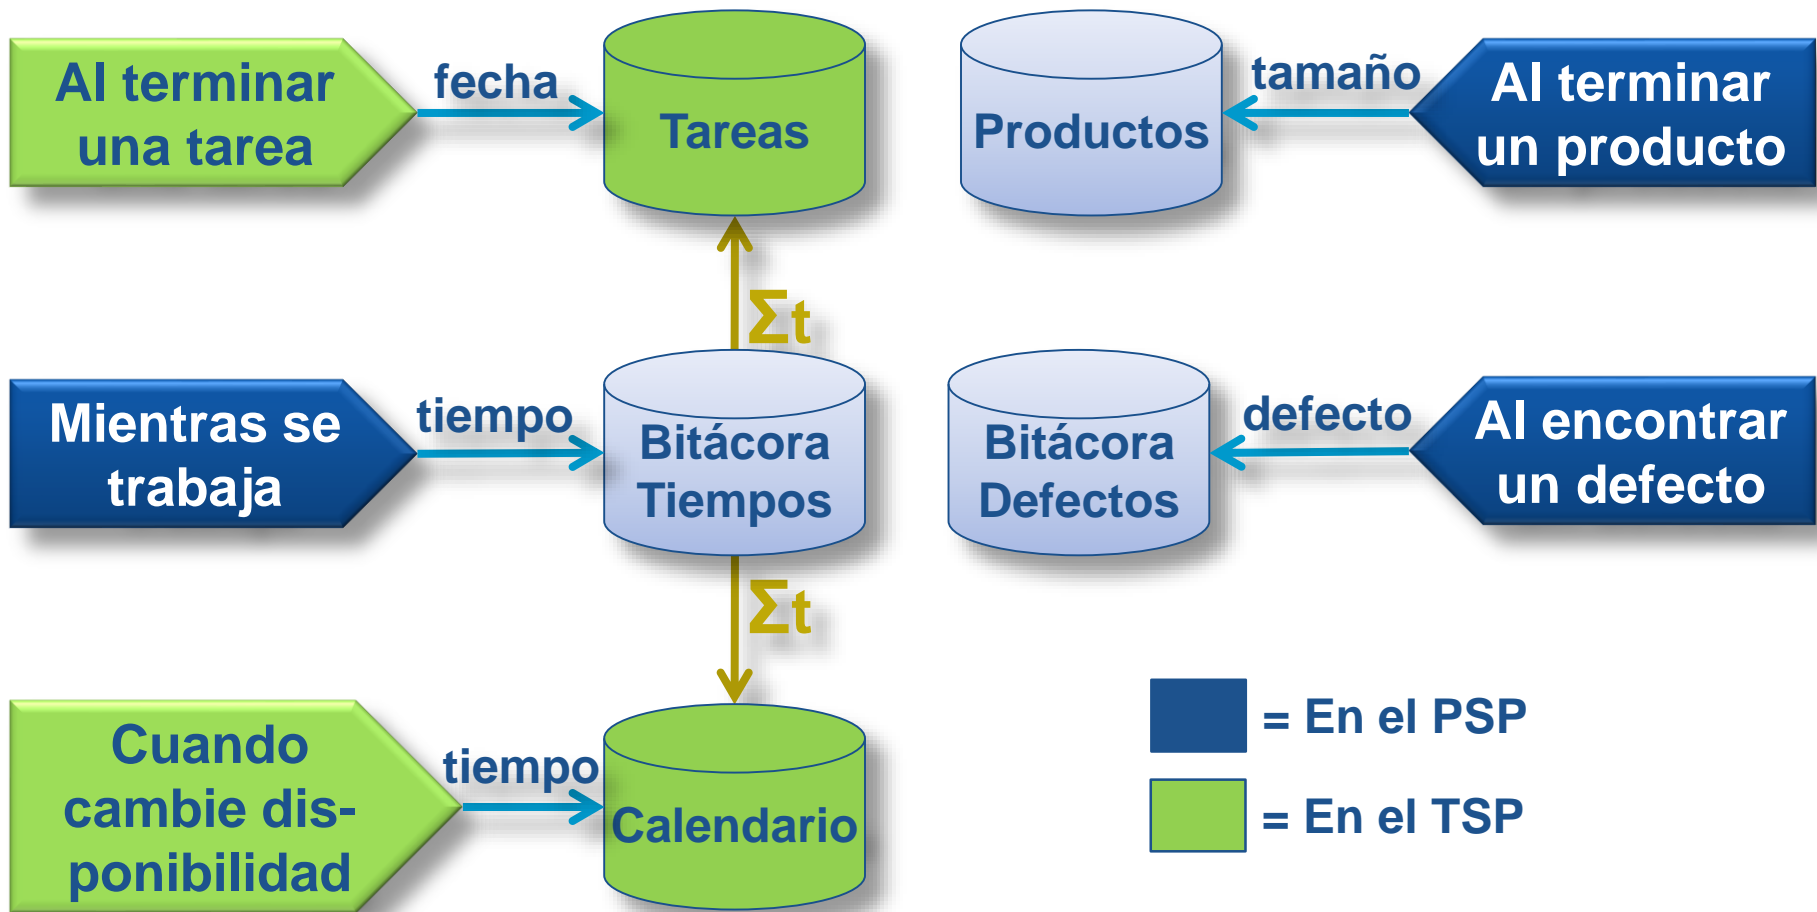 Al terminar
una tarea
fecha
Tareas
Productos
tamaño
Al terminar
un producto
Σt
Mientras se
trabaja
tiempo
Bitácora
Tiempos
Bitácora
Defectos
defecto
Al encontrar
un defecto
Σt
Cuando
cambie dis-
ponibilidad
tiempo
Calendario
= En el PSP
= En el TSP